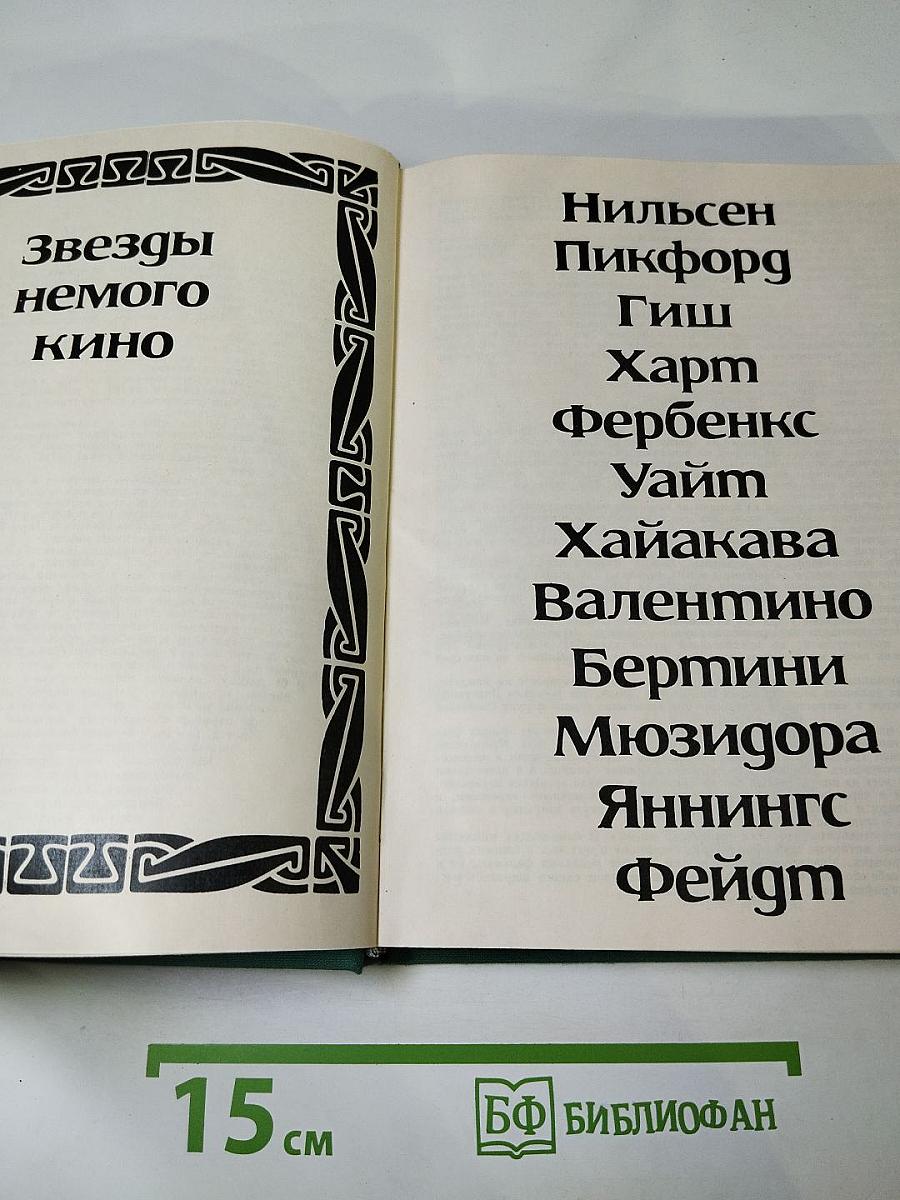 Звезды
немого
кино
Нильсен
Пикфорд
Гиш
Харт
Фербенкс
Уайт
Хайакава
Валентино
Бертини
Мюзидора
Яннингс
Фейдт
15 см
БФ БИБЛИОФАН